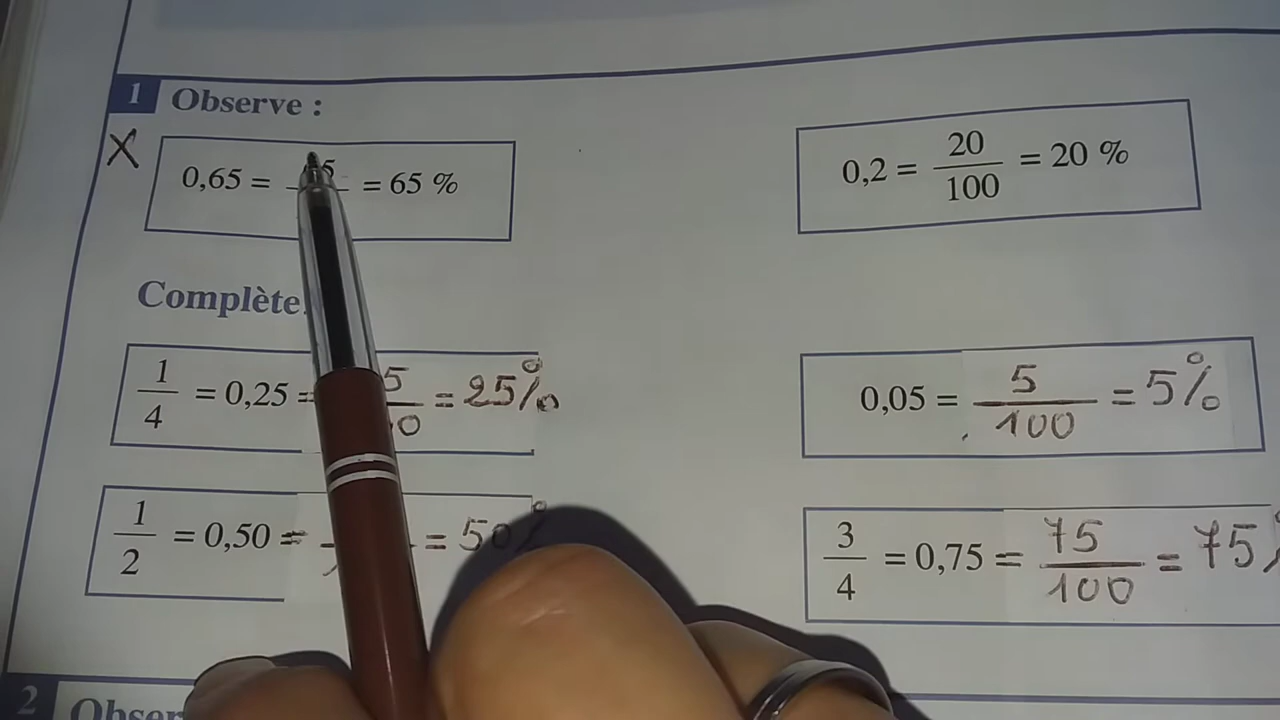 1 Observe :
X
0,65 = = 65 %
0,2 = 20/100 = 20 %
Complète
1/4 = 0,25 = = 25%
0,05 = 5/100 = 5%
1/2 = 0,50 = = 50%
3/4 = 0,75 = 75/100 = 75%
2